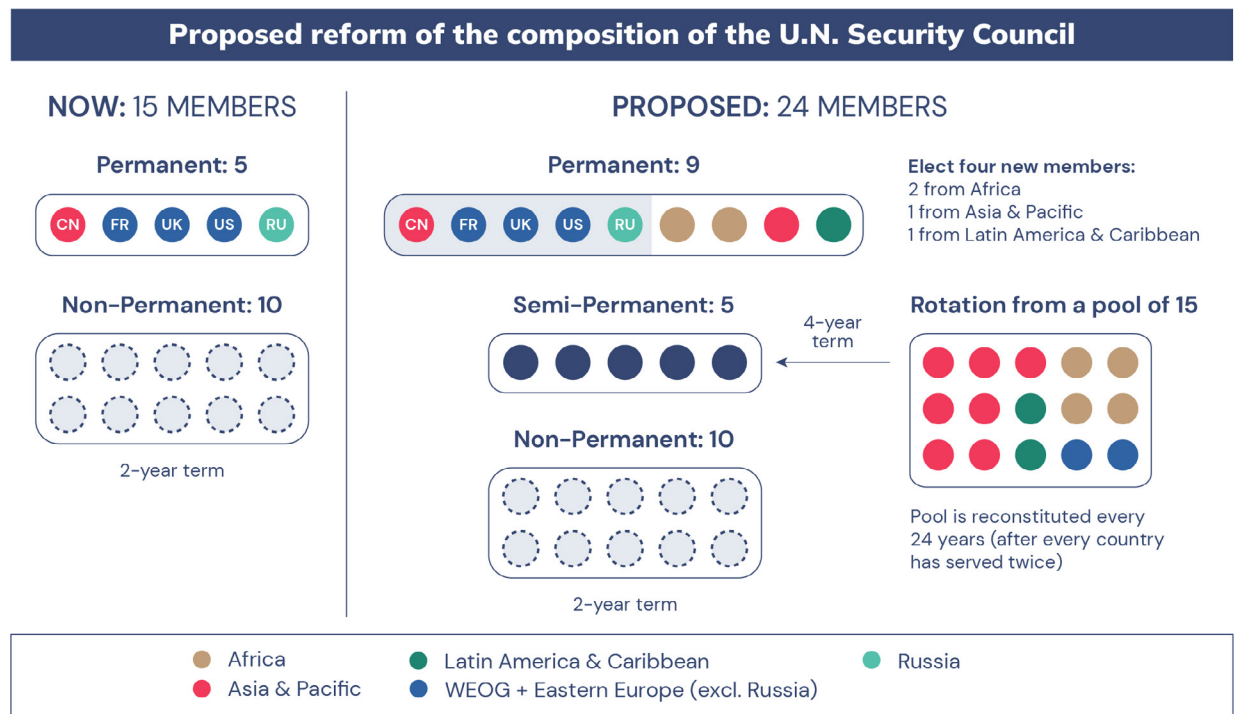 Proposed reform of the composition of the U.N. Security Council
NOW: 15 MEMBERS
Permanent: 5
CN FR UK US RU
Non-Permanent: 10
2-year term
PROPOSED: 24 MEMBERS
Permanent: 9
CN FR UK US RU
Elect four new members:
2 from Africa
1 from Asia & Pacific
1 from Latin America & Caribbean
Semi-Permanent: 5
4-year
term
Rotation from a pool of 15
Pool is reconstituted every
24 years (after every country
has served twice)
Non-Permanent: 10
2-year term
Africa
Latin America & Caribbean
Russia
Asia & Pacific
WEOG + Eastern Europe (excl. Russia)